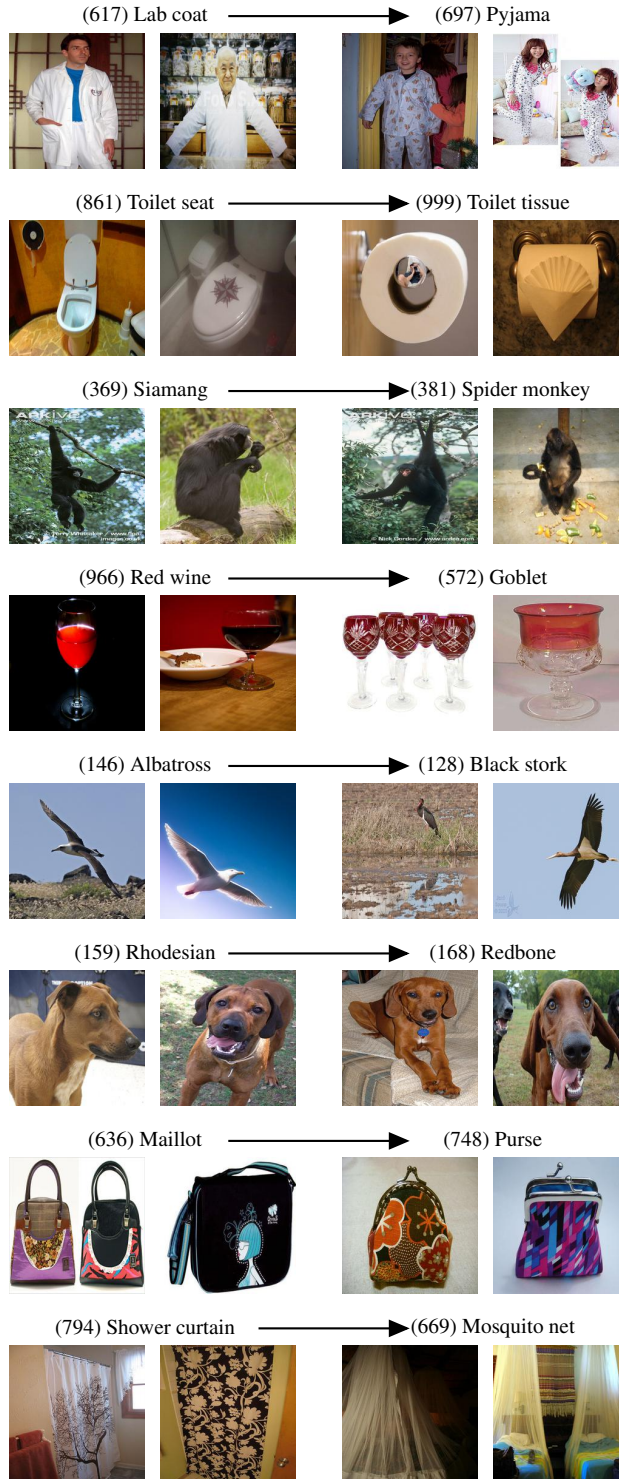 (617) Lab coat
(697) Pyjama
(861) Toilet seat
(999) Toilet tissue
(369) Siamang
(381) Spider monkey
ARKIVE
ARKIVE
(966) Red wine
(572) Goblet
(146) Albatross
(128) Black stork
(159) Rhodesian
(168) Redbone
(636) Maillot
(748) Purse
(794) Shower curtain
(669) Mosquito net